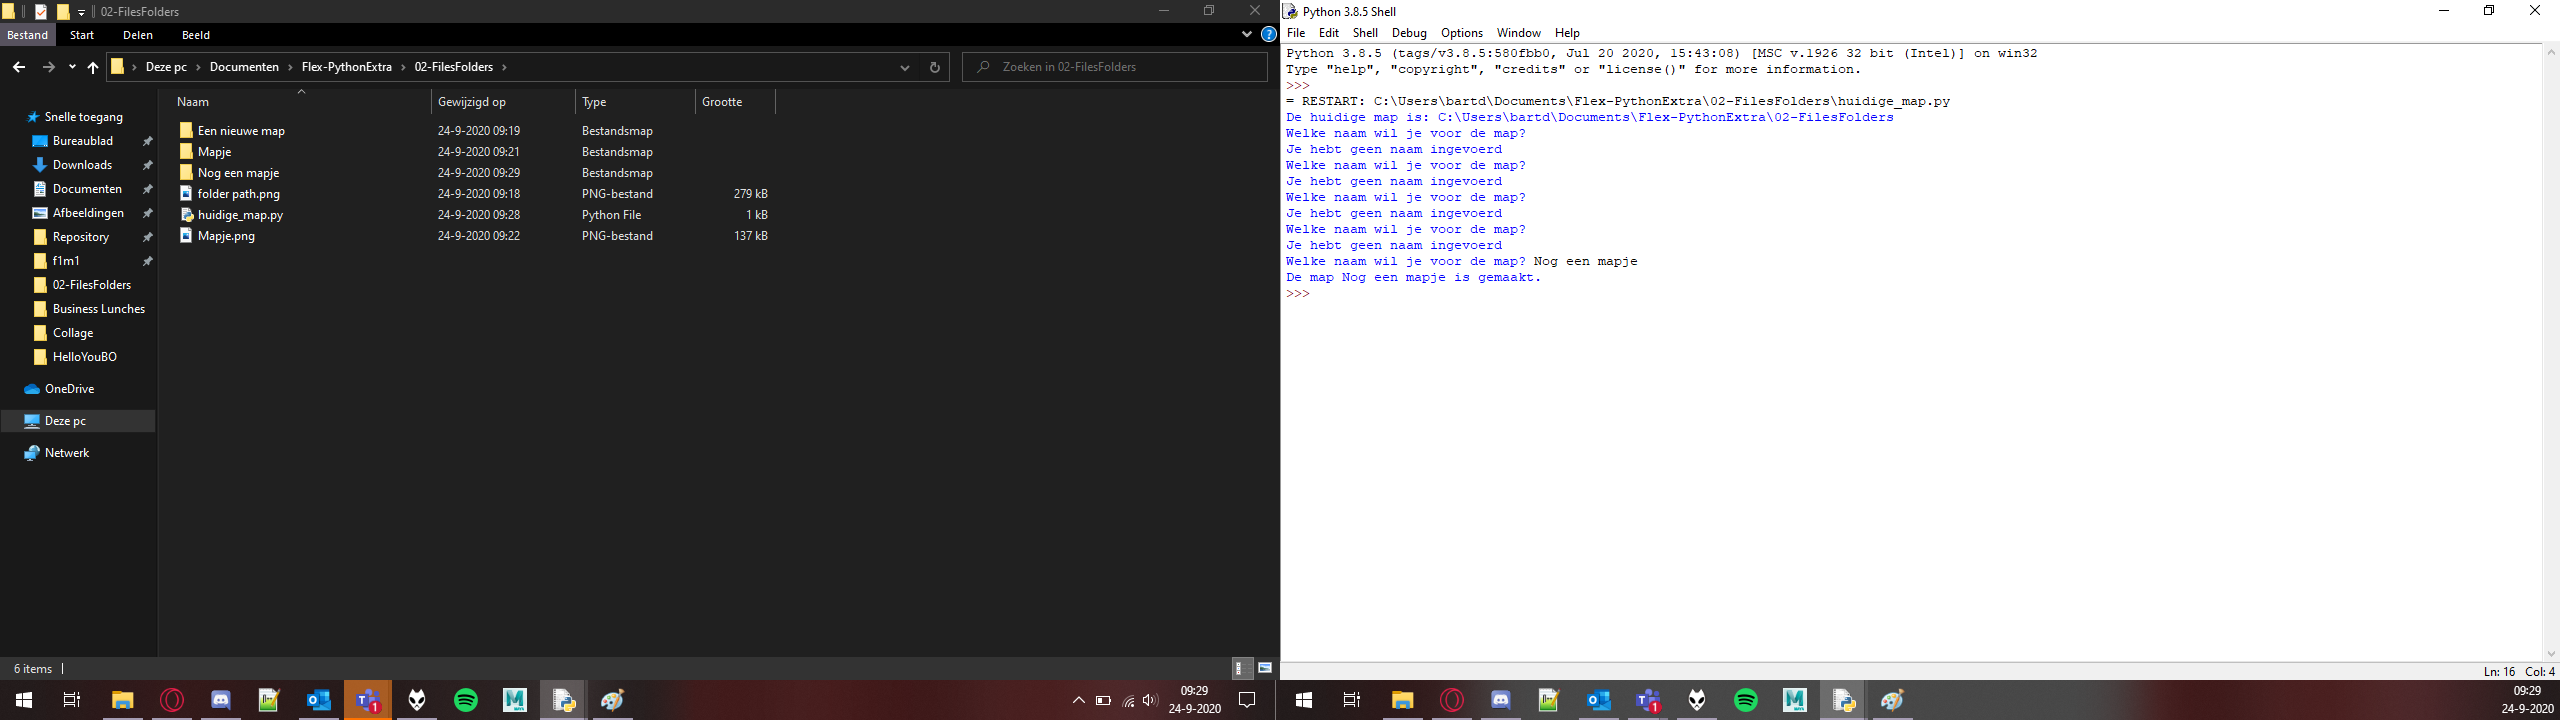 02-FilesFolders
Bestand Start Delen Beeld
Deze pc Documenten Flex-PythonExtra 02-FilesFolders
Zoeken in 02-FilesFolders
Snelle toegang
Bureaublad
Downloads
Documenten
Afbeeldingen
Repository
f1m1
02-FilesFolders
Business Lunches
Collage
HelloYouBO
OneDrive
Deze pc
Netwerk
Naam Gewijzigd op Type Grootte
Een nieuwe map 24-9-2020 09:19 Bestandsmap
Mapje 24-9-2020 09:21 Bestandsmap
Nog een mapje 24-9-2020 09:29 Bestandsmap
folder path.png 24-9-2020 09:18 PNG-bestand 279 kB
huidige_map.py 24-9-2020 09:28 Python File 1 kB
Mapje.png 24-9-2020 09:22 PNG-bestand 137 kB
6 items
09:29
24-9-2020
Python 3.8.5 Shell
File Edit Shell Debug Options Window Help
Python 3.8.5 (tags/v3.8.5:580fbb0, Jul 20 2020, 15:43:08) [MSC v.1926 32 bit (Intel)] on win32
Type "help", "copyright", "credits" or "license()" for more information.
>>>
= RESTART: C:\Users\bartd\Documents\Flex-PythonExtra\02-FilesFolders\huidige_map.py
De huidige map is: C:\Users\bartd\Documents\Flex-PythonExtra\02-FilesFolders
Welke naam wil je voor de map?
Je hebt geen naam ingevoerd
Welke naam wil je voor de map?
Je hebt geen naam ingevoerd
Welke naam wil je voor de map?
Je hebt geen naam ingevoerd
Welke naam wil je voor de map?
Je hebt geen naam ingevoerd
Welke naam wil je voor de map? Nog een mapje
De map Nog een mapje is gemaakt.
>>>
Ln: 16 Col: 4
09:29
24-9-2020